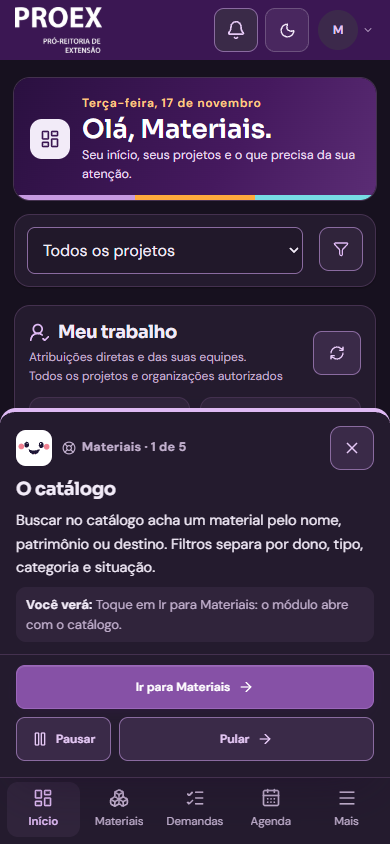 PROEX
PRÓ-REITORIA DE
EXTENSÃO
M
Terça-feira, 17 de novembro
Olá, Materiais.
Seu início, seus projetos e o que precisa da sua
atenção.
Todos os projetos
Meu trabalho
Atribuições diretas e das suas equipes.
Todos os projetos e organizações autorizados
Materiais · 1 de 5
O catálogo
Buscar no catálogo acha um material pelo nome,
patrimônio ou destino. Filtros separa por dono, tipo,
categoria e situação.
Você verá: Toque em Ir para Materiais: o módulo abre
com o catálogo.
Ir para Materiais
Pausar
Pular
Início
Materiais
Demandas
Agenda
Mais